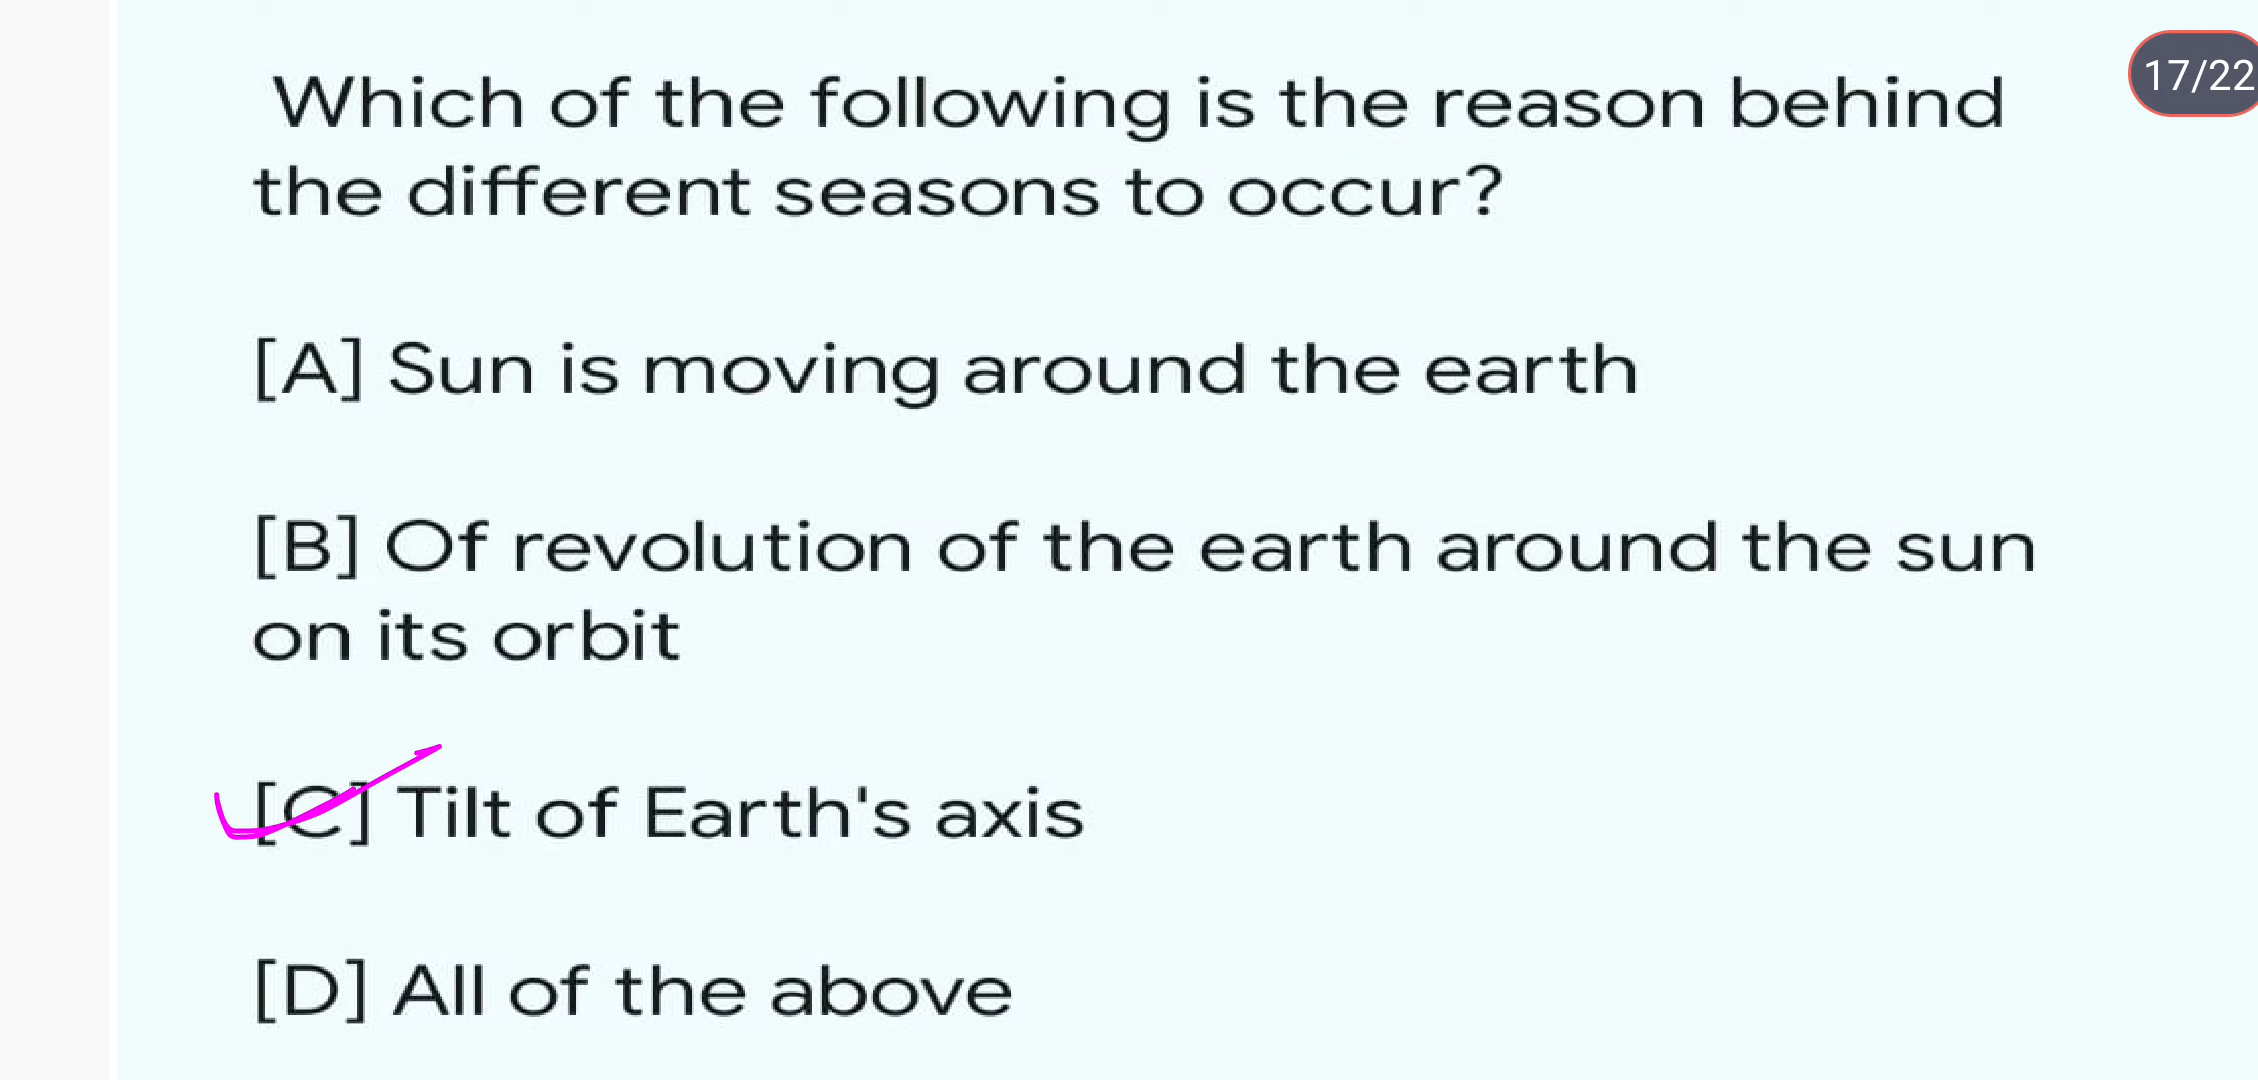 Which of the following is the reason behind
17/22
the different seasons to occur?
[A] Sun is moving around the earth
[B] Of revolution of the earth around the sun
on its orbit
[C] Tilt of Earth's axis
[D] All of the above